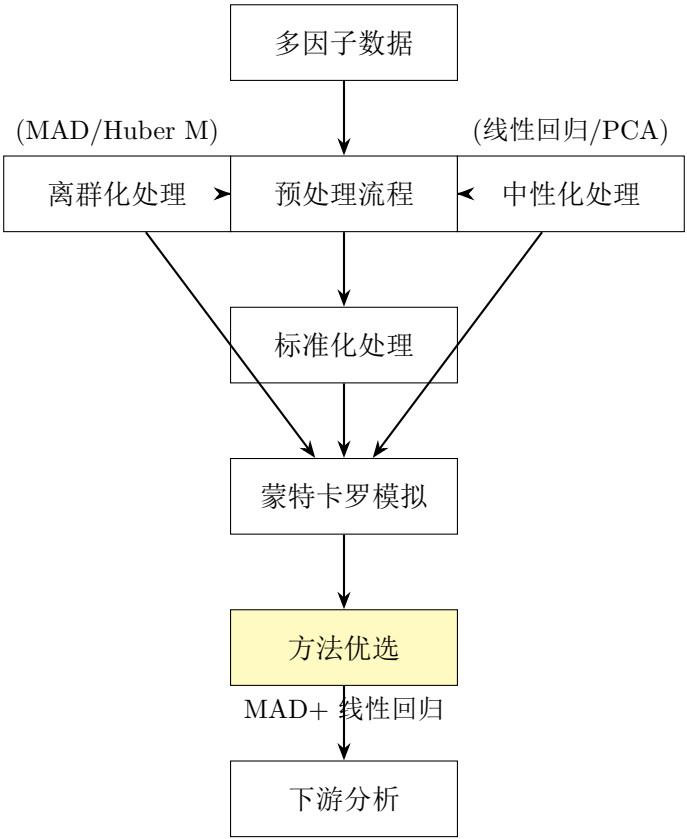 多因子数据
(MAD/Huber M)
(线性回归/PCA)
离群化处理
预处理流程
中性化处理
标准化处理
蒙特卡罗模拟
方法优选
MAD+ 线性回归
下游分析